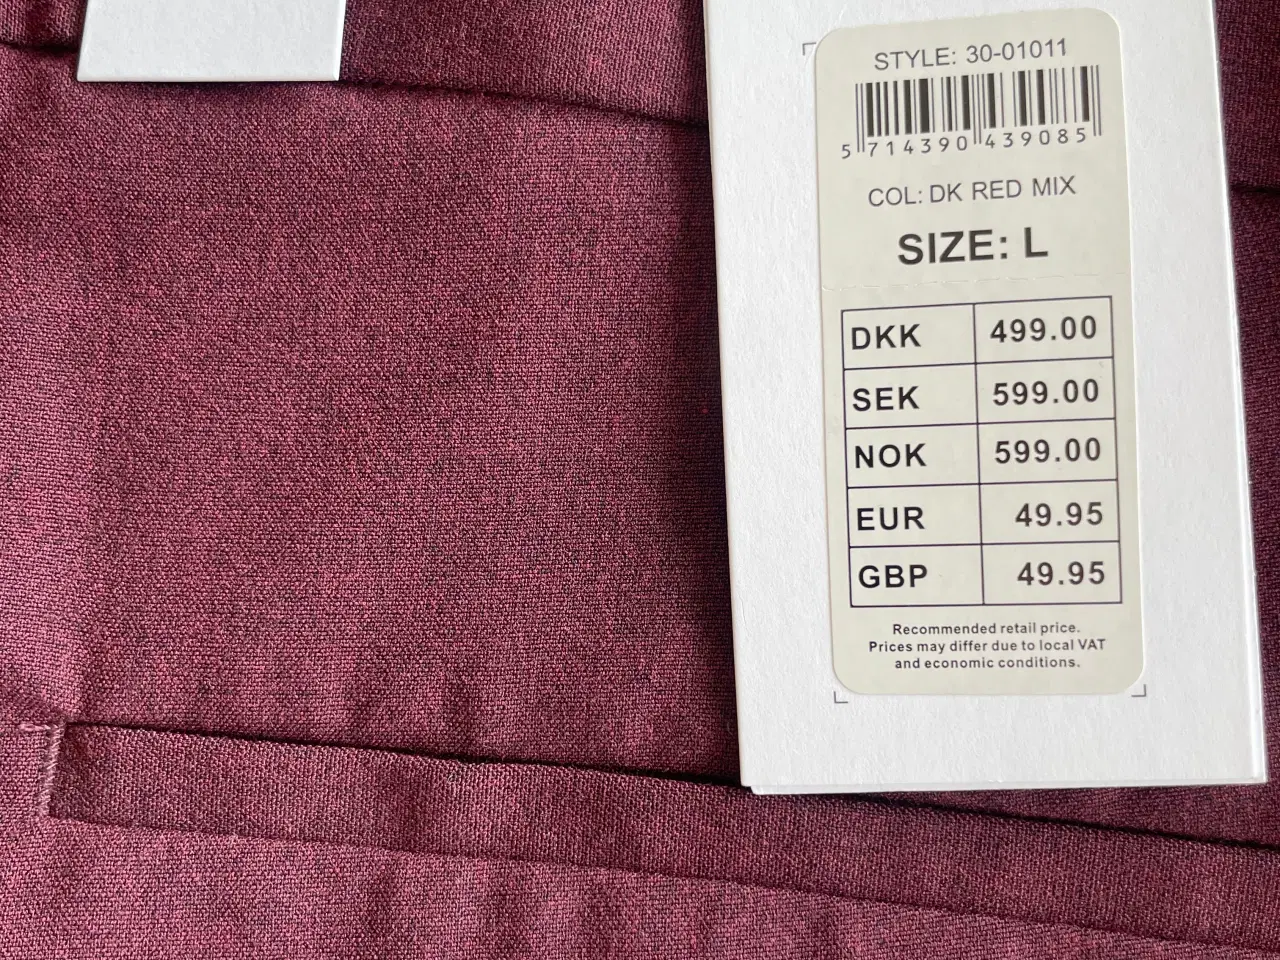 STYLE: 30-01011
5 714390 439085
COL: DK RED MIX
SIZE: L
DKK 499.00
SEK 599.00
NOK 599.00
EUR 49.95
GBP 49.95
Recommended retail price.
Prices may differ due to local VAT
and economic conditions.